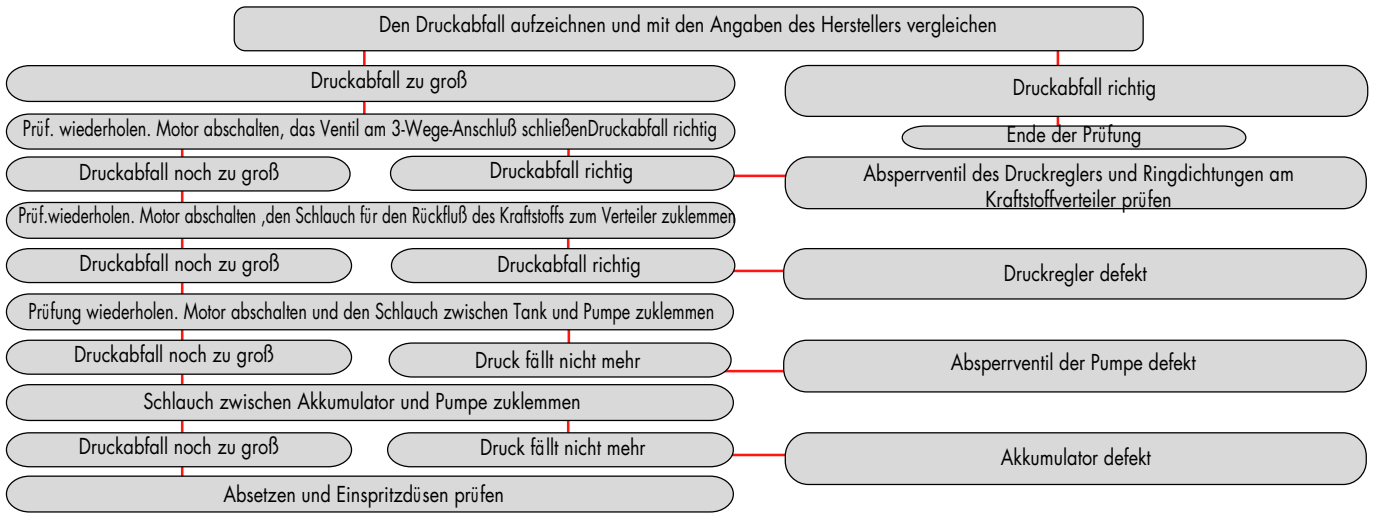 Den Druckabfall aufzeichnen und mit den Angaben des Herstellers vergleichen
Druckabfall zu groß
Druckabfall richtig
Prüf. wiederholen. Motor abschalten, das Ventil am 3-Wege-Anschluß schließenDruckabfall richtig
Ende der Prüfung
Druckabfall noch zu groß
Druckabfall richtig
Absperrventil des Druckreglers und Ringdichtungen am
Kraftstoffverteiler prüfen
Prüf.wiederholen. Motor abschalten ,den Schlauch für den Rückfluß des Kraftstoffs zum Verteiler zuklemmen
Druckabfall noch zu groß
Druckabfall richtig
Druckregler defekt
Prüfung wiederholen. Motor abschalten und den Schlauch zwischen Tank und Pumpe zuklemmen
Druckabfall noch zu groß
Druck fällt nicht mehr
Absperrventil der Pumpe defekt
Schlauch zwischen Akkumulator und Pumpe zuklemmen
Druckabfall noch zu groß
Druck fällt nicht mehr
Akkumulator defekt
Absetzen und Einspritzdüsen prüfen